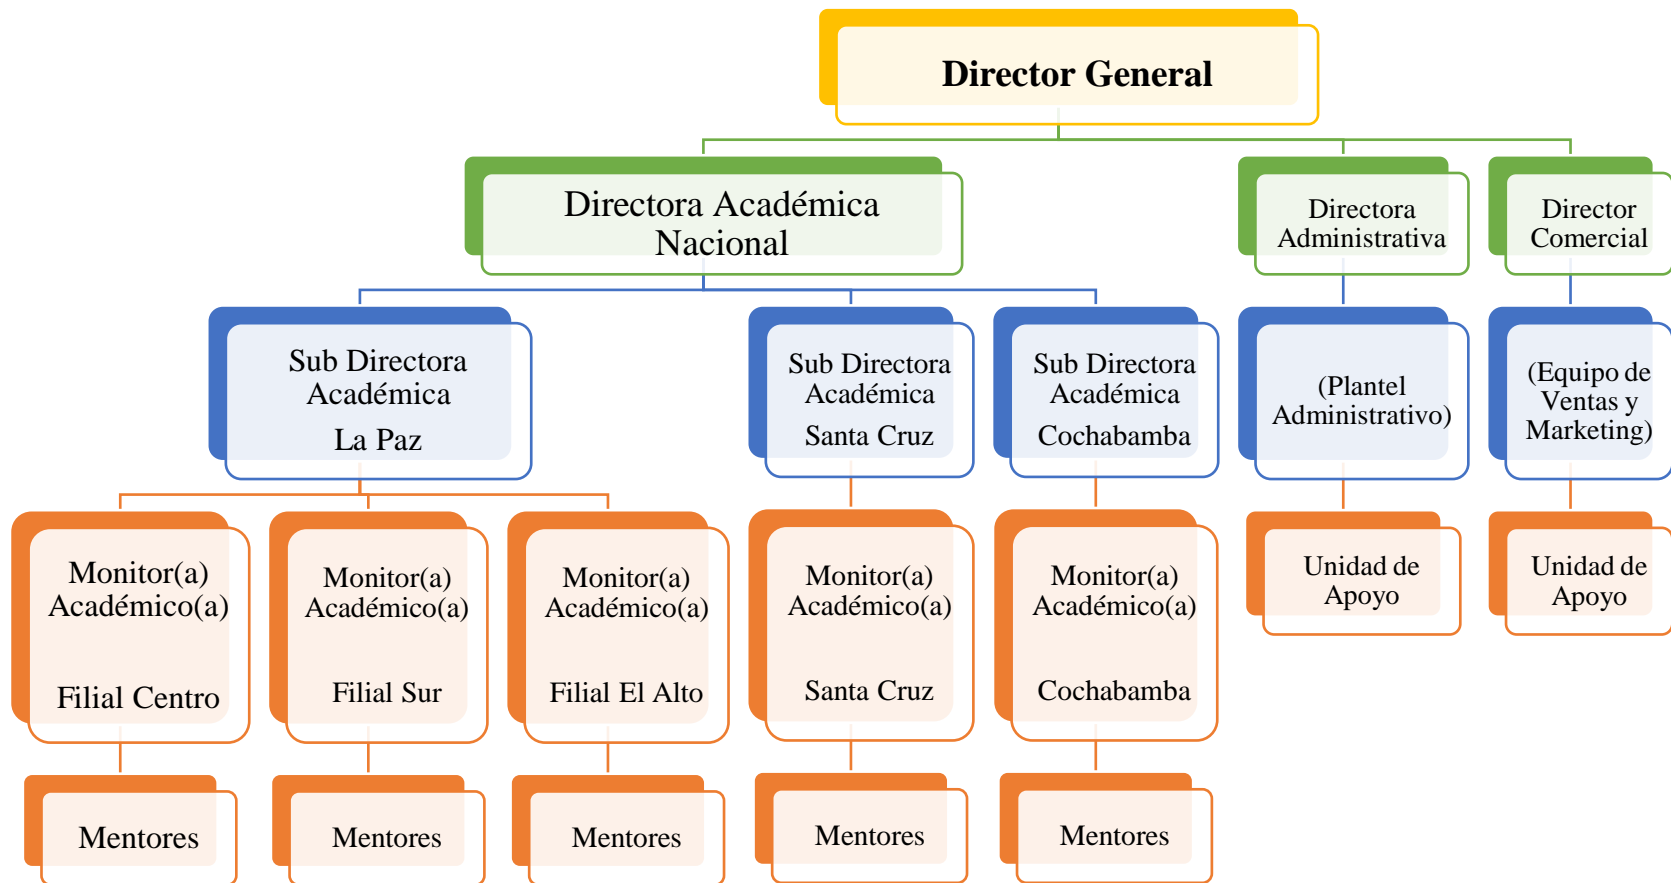 Director General
Directora Académica
Nacional
Directora
Administrativa
Director
Comercial
Sub Directora
Académica
La Paz
Sub Directora
Académica
Santa Cruz
Sub Directora
Académica
Cochabamba
(Plantel
Administrativo)
(Equipo de
Ventas y
Marketing)
Monitor(a)
Académico(a)
Filial Centro
Monitor(a)
Académico(a)
Filial Sur
Monitor(a)
Académico(a)
Filial El Alto
Monitor(a)
Académico(a)
Santa Cruz
Monitor(a)
Académico(a)
Cochabamba
Unidad de
Apoyo
Unidad de
Apoyo
Mentores
Mentores
Mentores
Mentores
Mentores